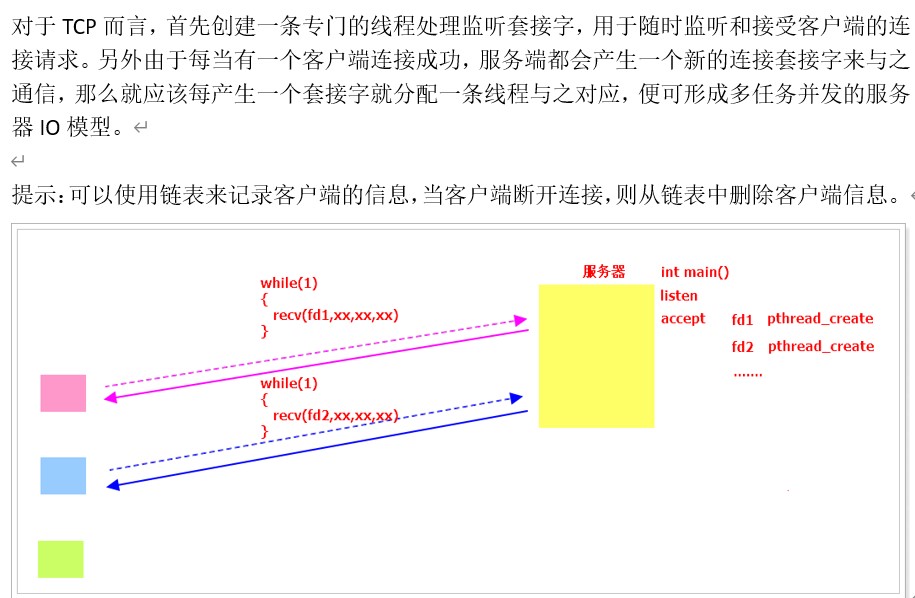 对于 TCP 而言，首先创建一条专门的线程处理监听套接字，用于随时监听和接受客户端的连
接请求。另外由于每当有一个客户端连接成功，服务端都会产生一个新的连接套接字来与之
通信，那么就应该每产生一个套接字就分配一条线程与之对应，便可形成多任务并发的服务
器 IO 模型。
提示：可以使用链表来记录客户端的信息，当客户端断开连接，则从链表中删除客户端信息。
服务器 int main()
listen
accept fd1 pthread_create
fd2 pthread_create
.......
while(1)
{
recv(fd1,xx,xx,xx)
}
while(1)
{
recv(fd2,xx,xx,xx)
}